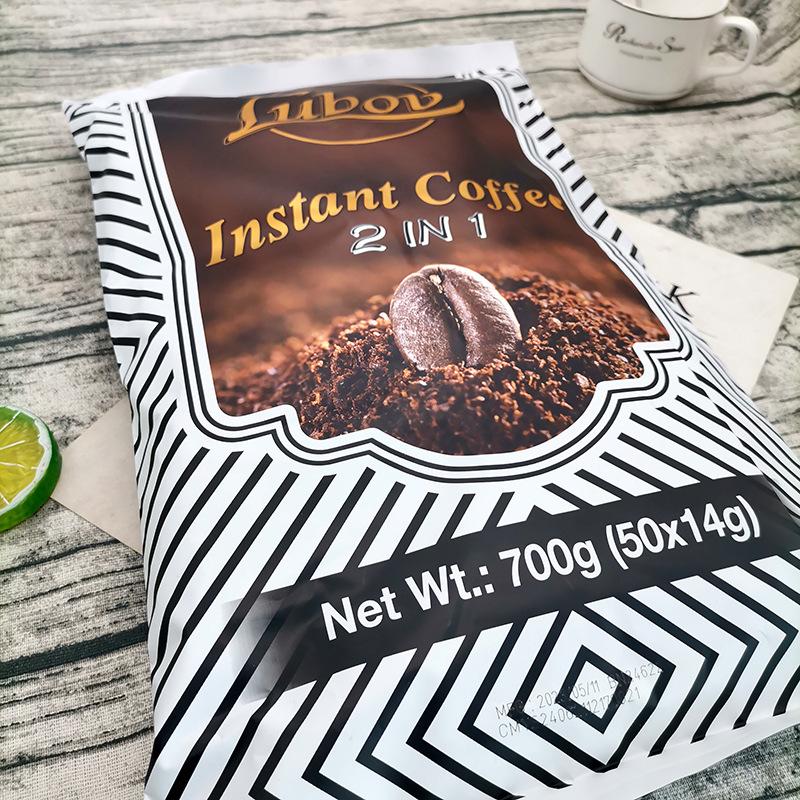 Lubov
Instant Coffee
2 IN 1
K
Net Wt.: 700g (50x14g)